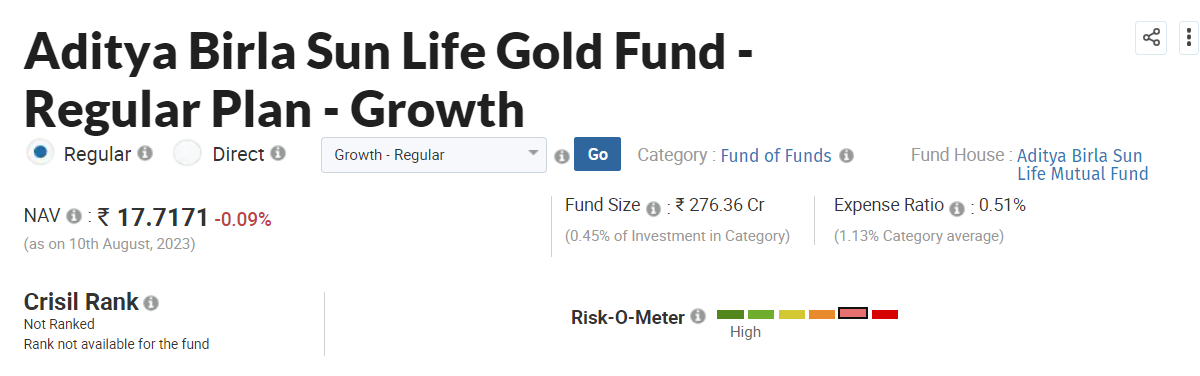 Aditya Birla Sun Life Gold Fund -
Regular Plan - Growth
Regular Direct Growth - Regular Go Category : Fund of Funds Fund House : Aditya Birla Sun
Life Mutual Fund
NAV : ₹ 17.7171 -0.09%
(as on 10th August, 2023)
Fund Size : ₹ 276.36 Cr
(0.45% of Investment in Category)
Expense Ratio : 0.51%
(1.13% Category average)
Crisil Rank
Not Ranked
Rank not available for the fund
Risk-O-Meter
High